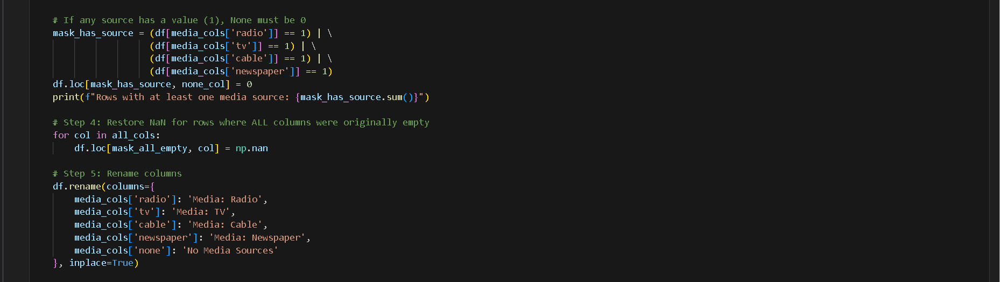 # If any source has a value (1), None must be 0
mask_has_source = (df[media_cols['radio']] == 1) | \
(df[media_cols['tv']] == 1) | \
(df[media_cols['cable']] == 1) | \
(df[media_cols['newspaper']] == 1)
df.loc[mask_has_source, none_col] = 0
print(f"Rows with at least one media source: {mask_has_source.sum()}")
# Step 4: Restore NaN for rows where ALL columns were originally empty
for col in all_cols:
df.loc[mask_all_empty, col] = np.nan
# Step 5: Rename columns
df.rename(columns={
media_cols['radio']: 'Media: Radio',
media_cols['tv']: 'Media: TV',
media_cols['cable']: 'Media: Cable',
media_cols['newspaper']: 'Media: Newspaper',
media_cols['none']: 'No Media Sources'
}, inplace=True)